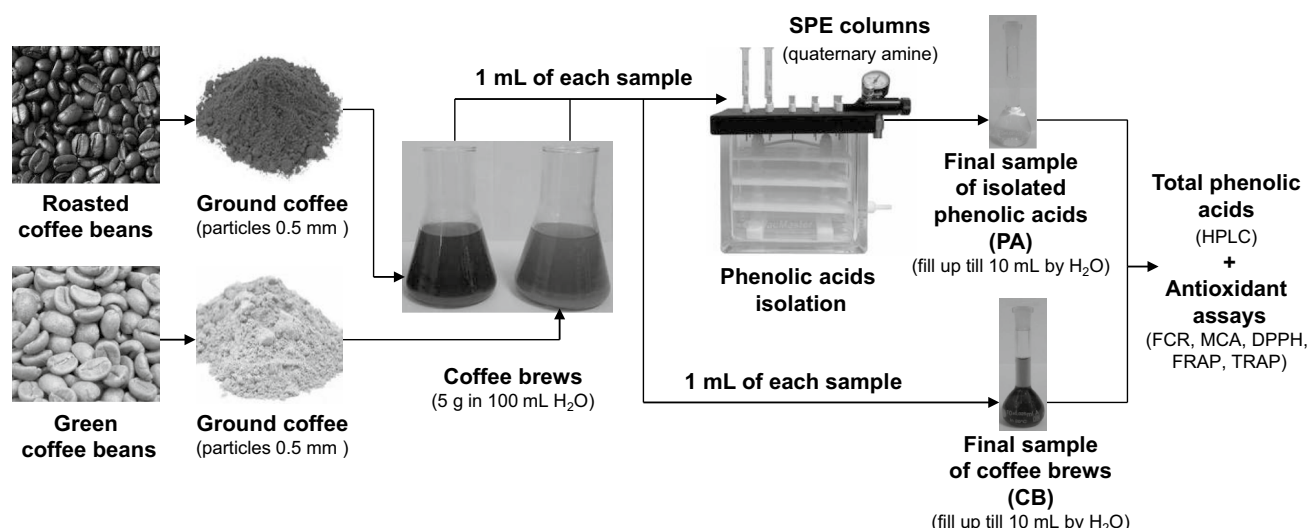 SPE columns
(quaternary amine)
1 mL of each sample
Roasted
coffee beans
Ground coffee
(particles 0.5 mm )
Green
coffee beans
Ground coffee
(particles 0.5 mm )
Coffee brews
(5 g in 100 mL H₂O)
Phenolic acids
isolation
Final sample
of isolated
phenolic acids
(PA)
(fill up till 10 mL by H₂O)
1 mL of each sample
Final sample
of coffee brews
(CB)
(fill up till 10 mL by H₂O)
Total phenolic
acids
(HPLC)
+
Antioxidant
assays
(FCR, MCA, DPPH,
FRAP, TRAP)